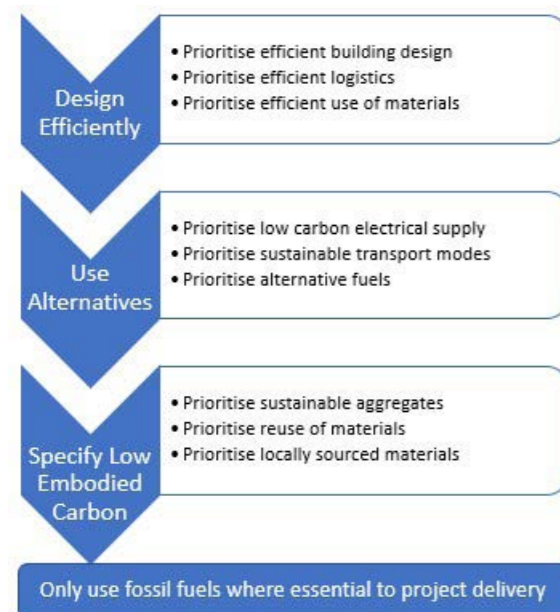 Design
Efficiently
• Prioritise efficient building design
• Prioritise efficient logistics
• Prioritise efficient use of materials
Use
Alternatives
• Prioritise low carbon electrical supply
• Prioritise sustainable transport modes
• Prioritise alternative fuels
Specify Low
Embodied
Carbon
• Prioritise sustainable aggregates
• Prioritise reuse of materials
• Prioritise locally sourced materials
Only use fossil fuels where essential to project delivery